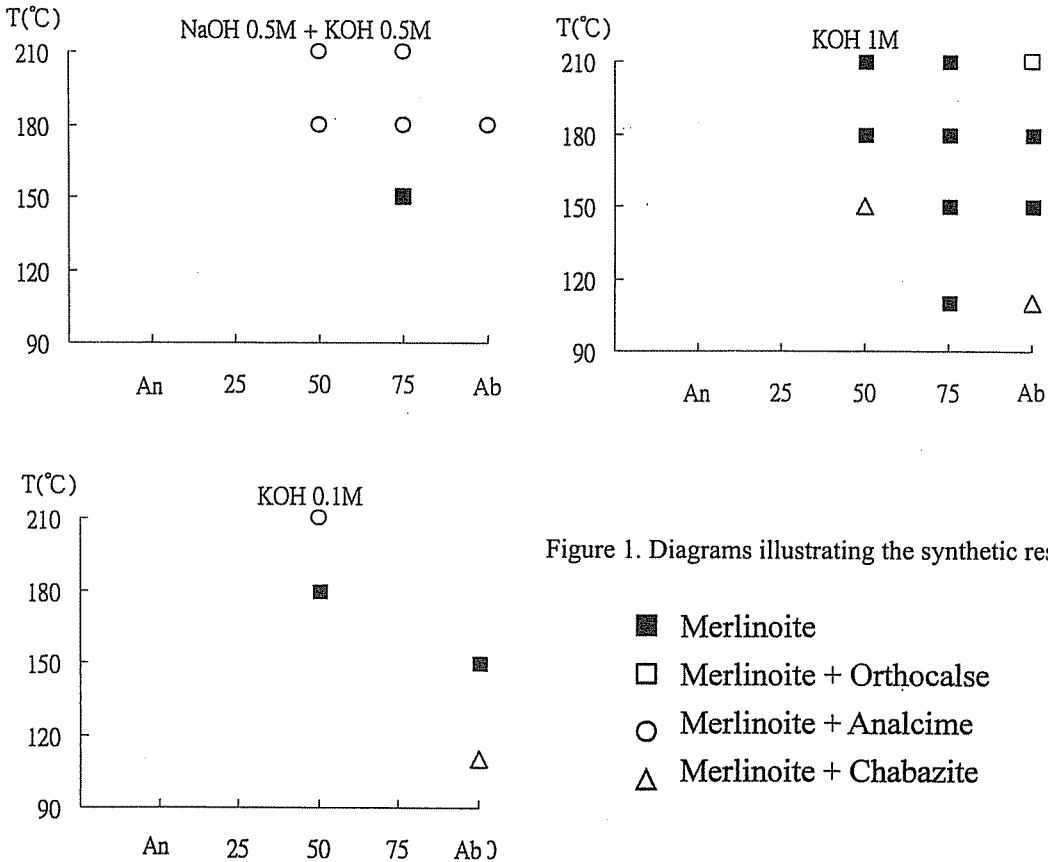 T(℃)
NaOH 0.5M + KOH 0.5M
210
180
150
120
90
An 25 50 75 Ab
T(℃)
KOH 1M
210
180
150
120
90
An 25 50 75 Ab
T(℃)
KOH 0.1M
210
180
150
120
90
An 25 50 75 Ab
Figure 1. Diagrams illustrating the synthetic
Merlinoite
Merlinoite + Orthocalse
Merlinoite + Analcime
Merlinoite + Chabazite